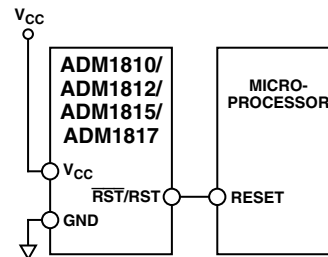 VCC
ADM1810/
ADM1812/
ADM1815/
ADM1817
VCC
RST/RST
GND
MICRO-
PROCESSOR
RESET